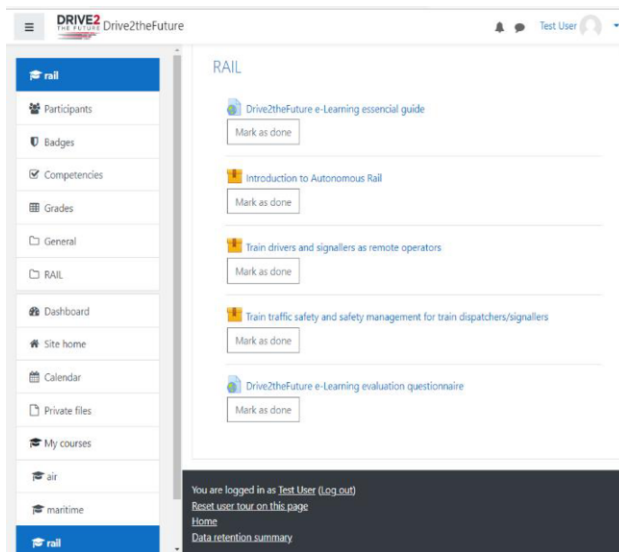 DRIVE2
THE FUTURE
Drive2theFuture
Test User
rail
Participants
Badges
Competencies
Grades
General
RAIL
Dashboard
Site home
Calendar
Private files
My courses
air
maritime
rail
RAIL
Drive2theFuture e-Learning essencial guide
Mark as done
Introduction to Autonomous Rail
Mark as done
Train drivers and signallers as remote operators
Mark as done
Train traffic safety and safety management for train dispatchers/signallers
Mark as done
Drive2theFuture e-Learning evaluation questionnaire
Mark as done
You are logged in as Test User (Log out)
Reset user tour on this page
Home
Data retention summary